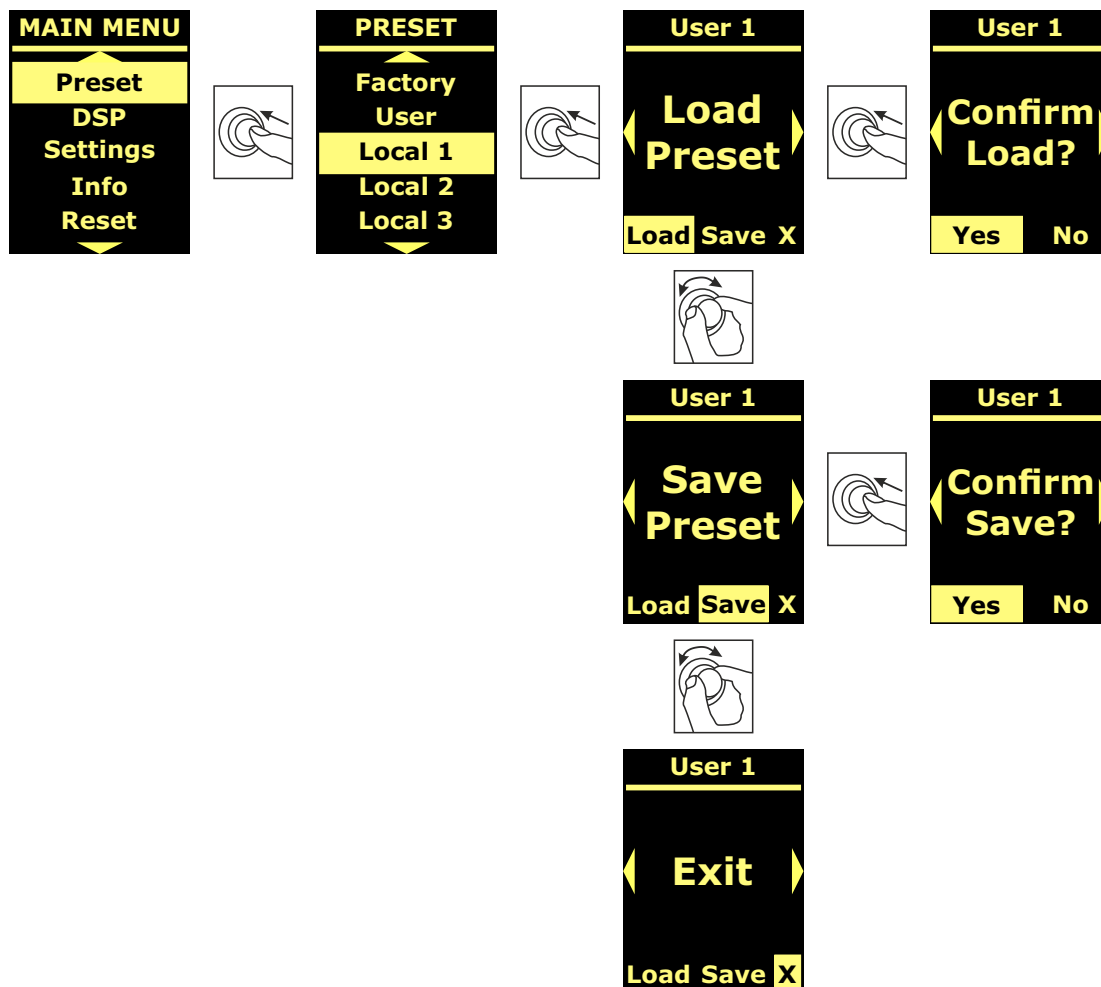 MAIN MENU
Preset
DSP
Settings
Info
Reset
PRESET
Factory
User
Local 1
Local 2
Local 3
User 1
Load
Preset
Load Save X
User 1
Confirm
Load?
Yes No
User 1
Save
Preset
Load Save X
User 1
Confirm
Save?
Yes No
User 1
Exit
Load Save X